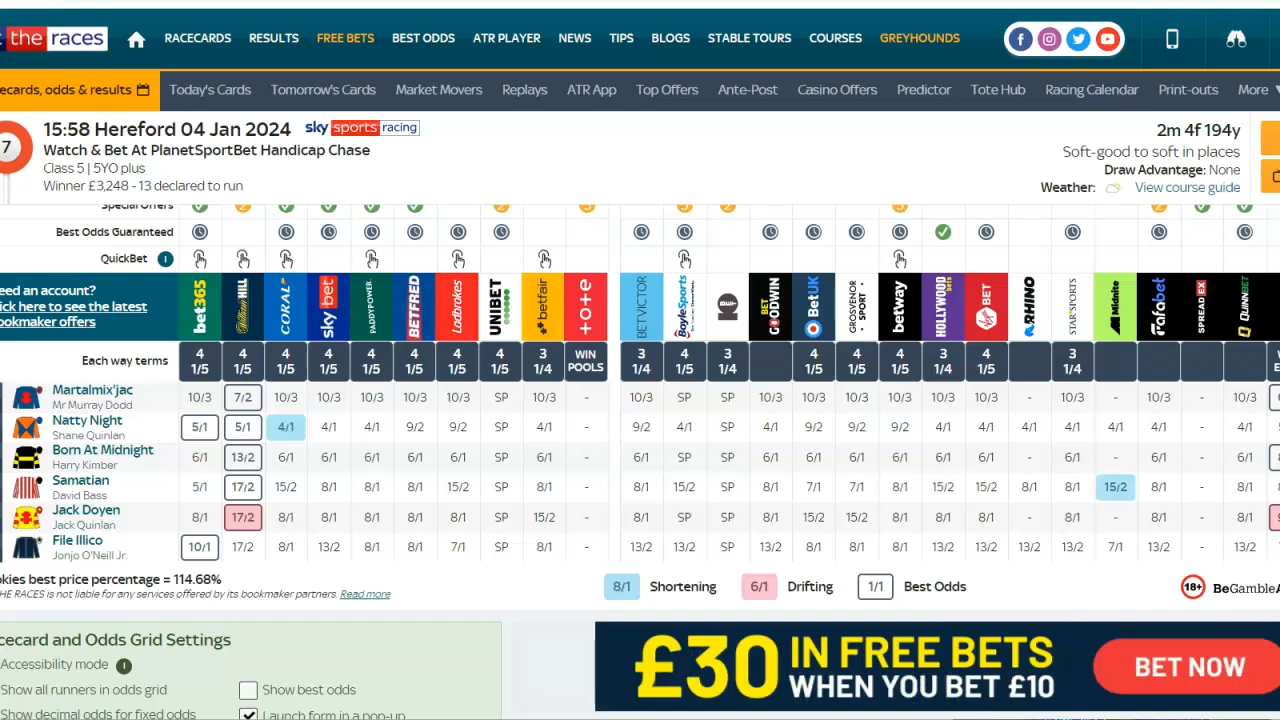 the races
RACECARDS RESULTS FREE BETS BEST ODDS ATR PLAYER NEWS TIPS BLOGS STABLE TOURS COURSES GREYHOUNDS
ecards, odds & results Today's Cards Tomorrow's Cards Market Movers Replays ATR App Top Offers Ante-Post Casino Offers Predictor Tote Hub Racing Calendar Print-outs More
7
15:58 Hereford 04 Jan 2024 sky sports racing 2m 4f 194y
Watch & Bet At PlanetSportBet Handicap Chase Soft-good to soft in places
Class 5 | 5YO plus Draw Advantage: None
Winner £3,248 - 13 declared to run Weather: View course guide
Special Offers
Best Odds Guaranteed
QuickBet
eed an account?
ick here to see the latest
ookmaker offers
bet365 William HILL CORAL sky bet PADDYPOWER BETFRED Ladbrokes UNIBET betfair tote BETVICTOR BoyleSports BET GOODWIN BetUK GROSVENOR SPORT betway HOLLYWOOD bets BET RHINO STAR SPORTS Midnite fafabet SPREADEX QUINNBET
Each way terms 4 1/5 4 1/5 4 1/5 4 1/5 4 1/5 4 1/5 4 1/5 4 1/5 3 1/4 WIN POOLS 3 1/4 4 1/5 3 1/4 4 1/5 4 1/5 4 1/5 3 1/4 4 1/5 3 1/4
Martalmix'jac 10/3 7/2 10/3 10/3 10/3 10/3 10/3 SP 10/3 - 10/3 SP SP 10/3 10/3 10/3 10/3 10/3 10/3 - 10/3 - 10/3 - 10/3
Mr Murray Dodd
Natty Night 5/1 5/1 4/1 4/1 4/1 9/2 9/2 SP 4/1 - 9/2 4/1 SP 4/1 9/2 9/2 9/2 4/1 4/1 4/1 4/1 4/1 4/1 - 4/1
Shane Quinlan
Born At Midnight 6/1 13/2 6/1 6/1 6/1 6/1 6/1 SP 6/1 - 6/1 SP SP 6/1 6/1 6/1 6/1 6/1 6/1 - 6/1 - 6/1 - 6/1
Harry Kimber
Samatian 5/1 17/2 15/2 8/1 8/1 8/1 15/2 SP 8/1 - 8/1 15/2 SP 8/1 7/1 7/1 8/1 15/2 15/2 8/1 8/1 15/2 8/1 - 8/1
David Bass
Jack Doyen 8/1 17/2 8/1 8/1 8/1 8/1 8/1 SP 15/2 - 8/1 SP SP 8/1 15/2 15/2 8/1 8/1 8/1 - 8/1 - 8/1 - 8/1
Jack Quinlan
File Illico 10/1 17/2 8/1 13/2 8/1 8/1 7/1 SP 8/1 - 13/2 13/2 SP 13/2 8/1 8/1 8/1 13/2 13/2 13/2 13/2 7/1 13/2 - 13/2
Jonjo O'Neill Jr.
ookies best price percentage = 114.68% 8/1 Shortening 6/1 Drifting 1/1 Best Odds 18+ BeGambleA
HE RACES is not liable for any services offered by its bookmaker partners. Read more
cecard and Odds Grid Settings
Accessibility mode
Show all runners in odds grid Show best odds
Show decimal odds for fixed odds Launch form in a pop-up
£30 IN FREE BETS
WHEN YOU BET £10
BET NOW